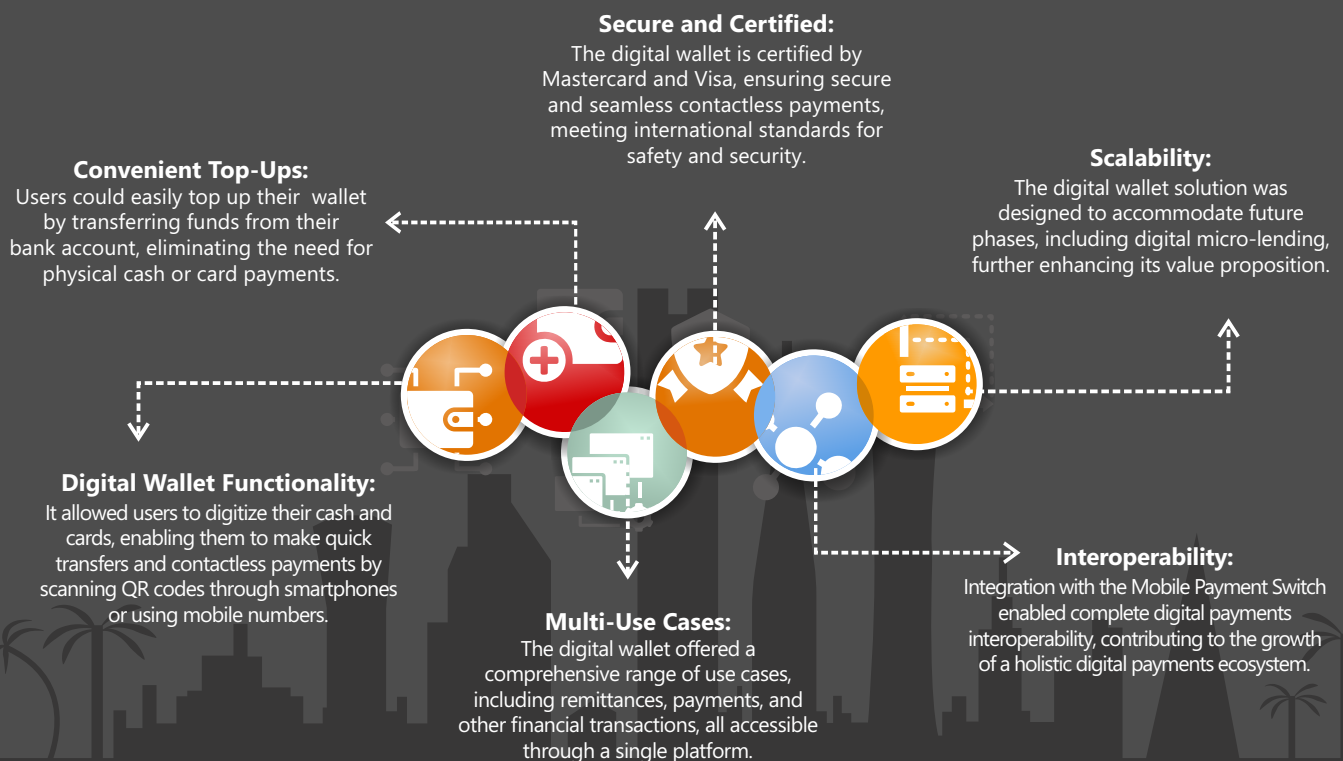 Secure and Certified:
The digital wallet is certified by
Mastercard and Visa, ensuring secure
and seamless contactless payments,
meeting international standards for
safety and security.
Convenient Top-Ups:
Users could easily top up their wallet
by transferring funds from their
bank account, eliminating the need for
physical cash or card payments.
Scalability:
The digital wallet solution was
designed to accommodate future
phases, including digital micro-lending,
further enhancing its value proposition.
Digital Wallet Functionality:
It allowed users to digitize their cash and
cards, enabling them to make quick
transfers and contactless payments by
scanning QR codes through smartphones
or using mobile numbers.
Multi-Use Cases:
The digital wallet offered a
comprehensive range of use cases,
including remittances, payments, and
other financial transactions, all accessible
through a single platform.
Interoperability:
Integration with the Mobile Payment Switch
enabled complete digital payments
interoperability, contributing to the growth
of a holistic digital payments ecosystem.